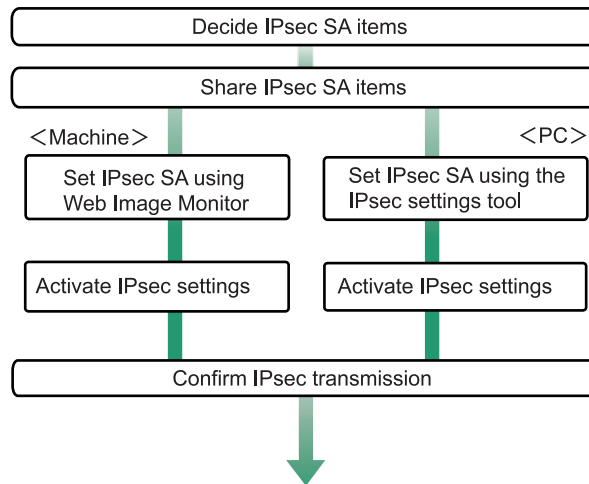 Decide IPsec SA items
Share IPsec SA items
＜Machine＞
Set IPsec SA using
Web Image Monitor
Activate IPsec settings
＜PC＞
Set IPsec SA using the
IPsec settings tool
Activate IPsec settings
Confirm IPsec transmission